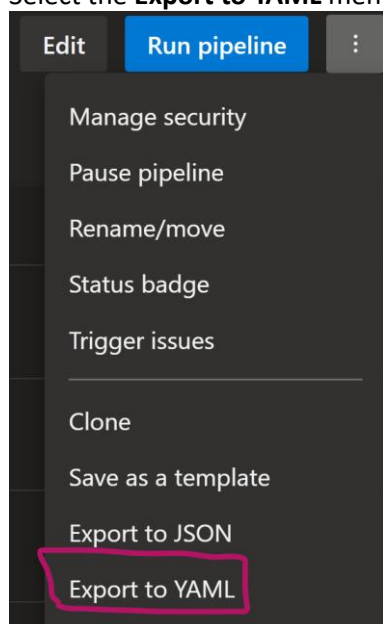 Select the Export to YAML men
Edit Run pipeline
Manage security
Pause pipeline
Rename/move
Status badge
Trigger issues
Clone
Save as a template
Export to JSON
Export to YAML